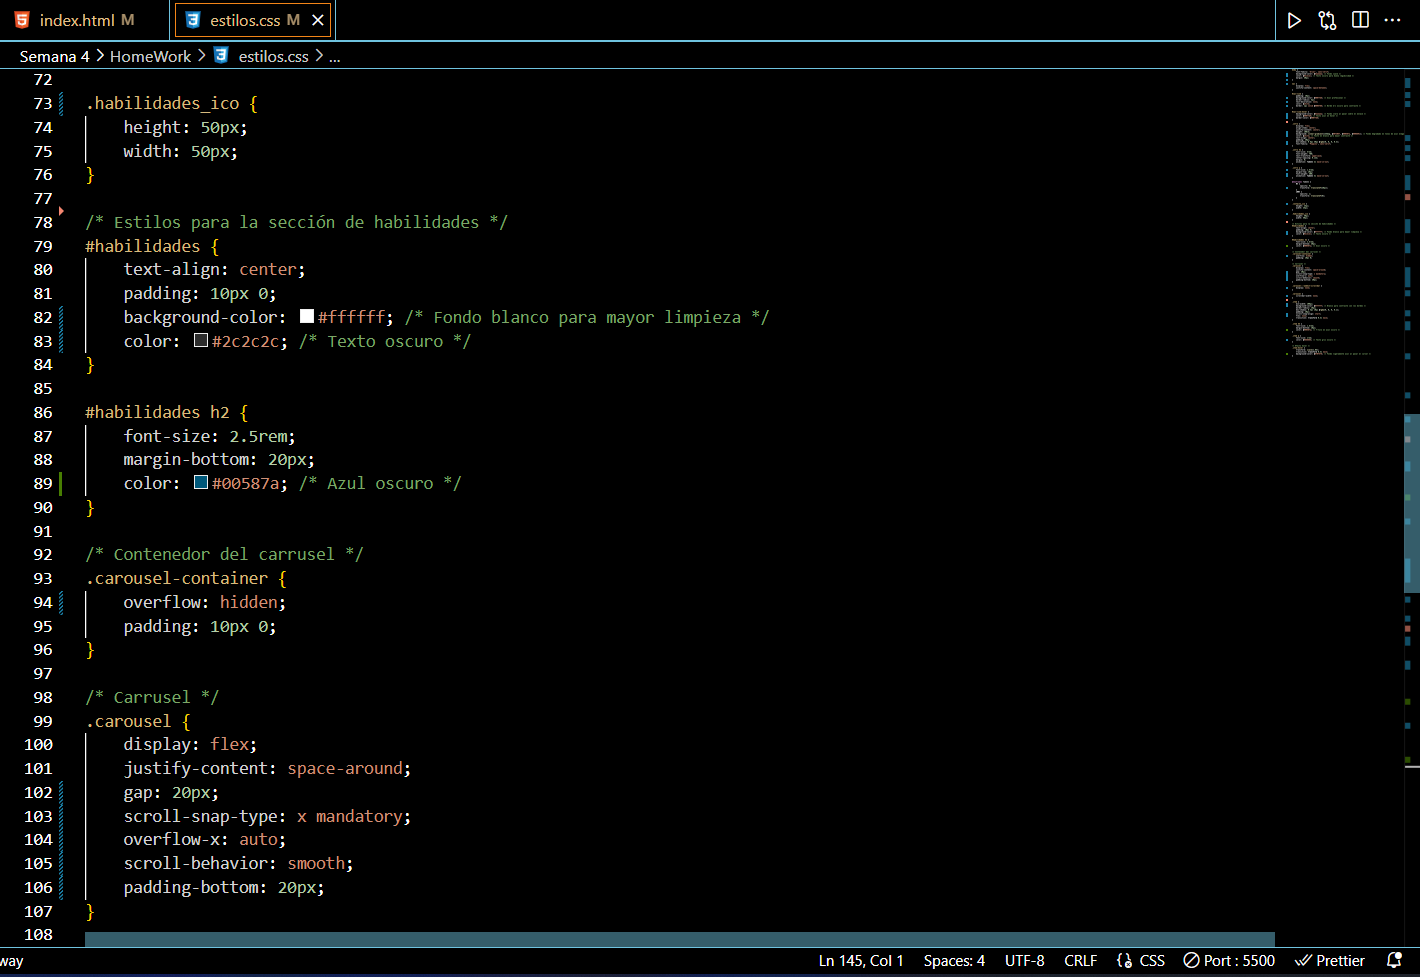 index.html M
estilos.css M
Semana 4 > HomeWork > estilos.css > ...
72
73 .habilidades_ico {
74 height: 50px;
75 width: 50px;
76 }
77
78 /* Estilos para la sección de habilidades */
79 #habilidades {
80 text-align: center;
81 padding: 10px 0;
82 background-color: #ffffff; /* Fondo blanco para mayor limpieza */
83 color: #2c2c2c; /* Texto oscuro */
84 }
85
86 #habilidades h2 {
87 font-size: 2.5rem;
88 margin-bottom: 20px;
89 color: #00587a; /* Azul oscuro */
90 }
91
92 /* Contenedor del carrusel */
93 .carousel-container {
94 overflow: hidden;
95 padding: 10px 0;
96 }
97
98 /* Carrusel */
99 .carousel {
100 display: flex;
101 justify-content: space-around;
102 gap: 20px;
103 scroll-snap-type: x mandatory;
104 overflow-x: auto;
105 scroll-behavior: smooth;
106 padding-bottom: 20px;
107 }
108
way Ln 145, Col 1 Spaces: 4 UTF-8 CRLF CSS Port : 5500 Prettier